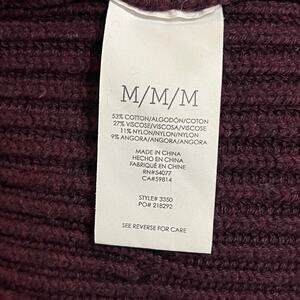 M/M/M
53% COTTON/ALGODÓN/COTON
27% VISCOSE/VISCOSA/VISCOSE
11% NYLON/NYLON/NYLON
9% ANGORA/ANGORA/ANGORA
MADE IN CHINA
HECHO EN CHINA
FABRIQUÉ EN CHINE
RN#54077
CA#59814
STYLE# 3350
PO# 218292
SEE REVERSE FOR CARE